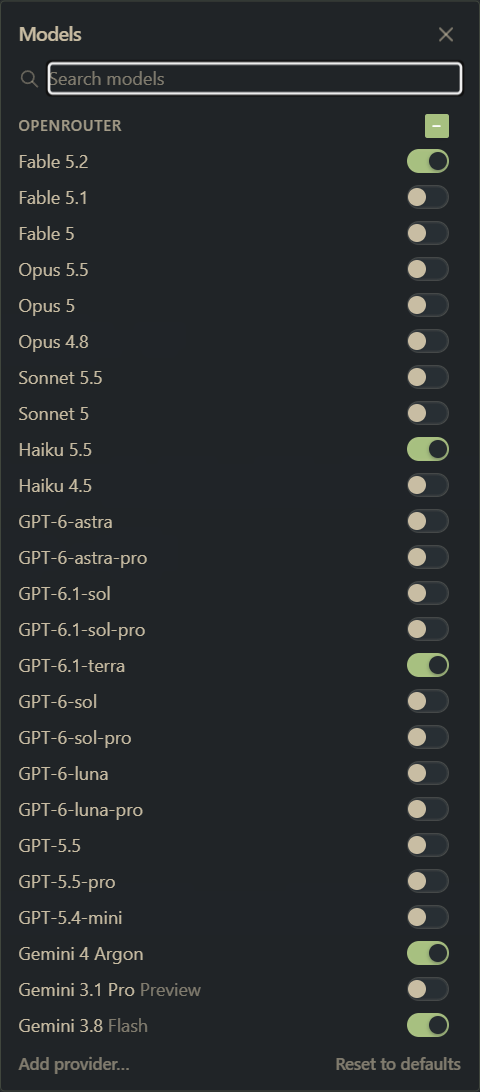 Models
Search models
OPENROUTER
Fable 5.2
Fable 5.1
Fable 5
Opus 5.5
Opus 5
Opus 4.8
Sonnet 5.5
Sonnet 5
Haiku 5.5
Haiku 4.5
GPT-6-astra
GPT-6-astra-pro
GPT-6.1-sol
GPT-6.1-sol-pro
GPT-6.1-terra
GPT-6-sol
GPT-6-sol-pro
GPT-6-luna
GPT-6-luna-pro
GPT-5.5
GPT-5.5-pro
GPT-5.4-mini
Gemini 4 Argon
Gemini 3.1 Pro Preview
Gemini 3.8 Flash
Add provider... Reset to defaults